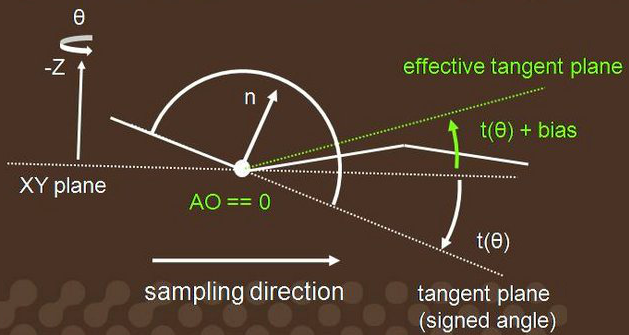 θ
-Z
effective tangent plane
n
t(θ) + bias
XY plane
AO == 0
t(θ)
sampling direction
tangent plane
(signed angle)